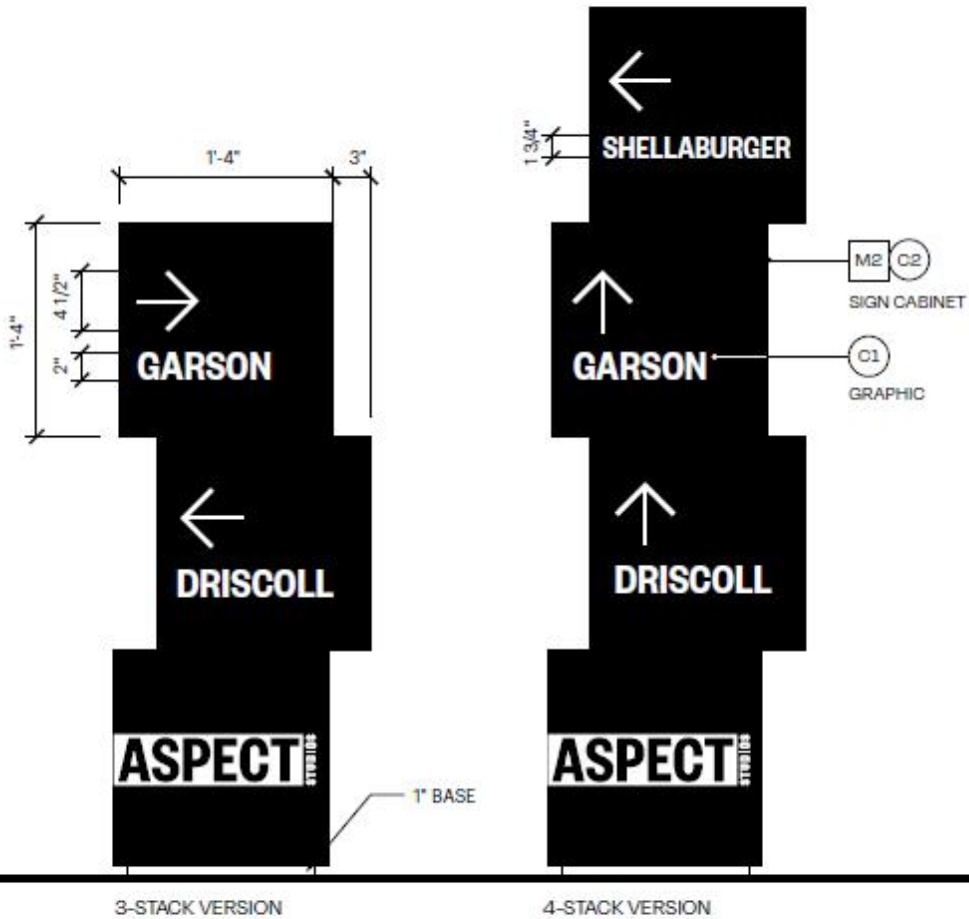 SHELLABURGER
1 3/4"
1'-4"
3"
1'-4"
4 1/2"
2"
GARSON
GARSON
M2
C2
SIGN CABINET
C1
GRAPHIC
DRISCOLL
DRISCOLL
ASPECT
STUDIOS
ASPECT
STUDIOS
1" BASE
3-STACK VERSION
4-STACK VERSION